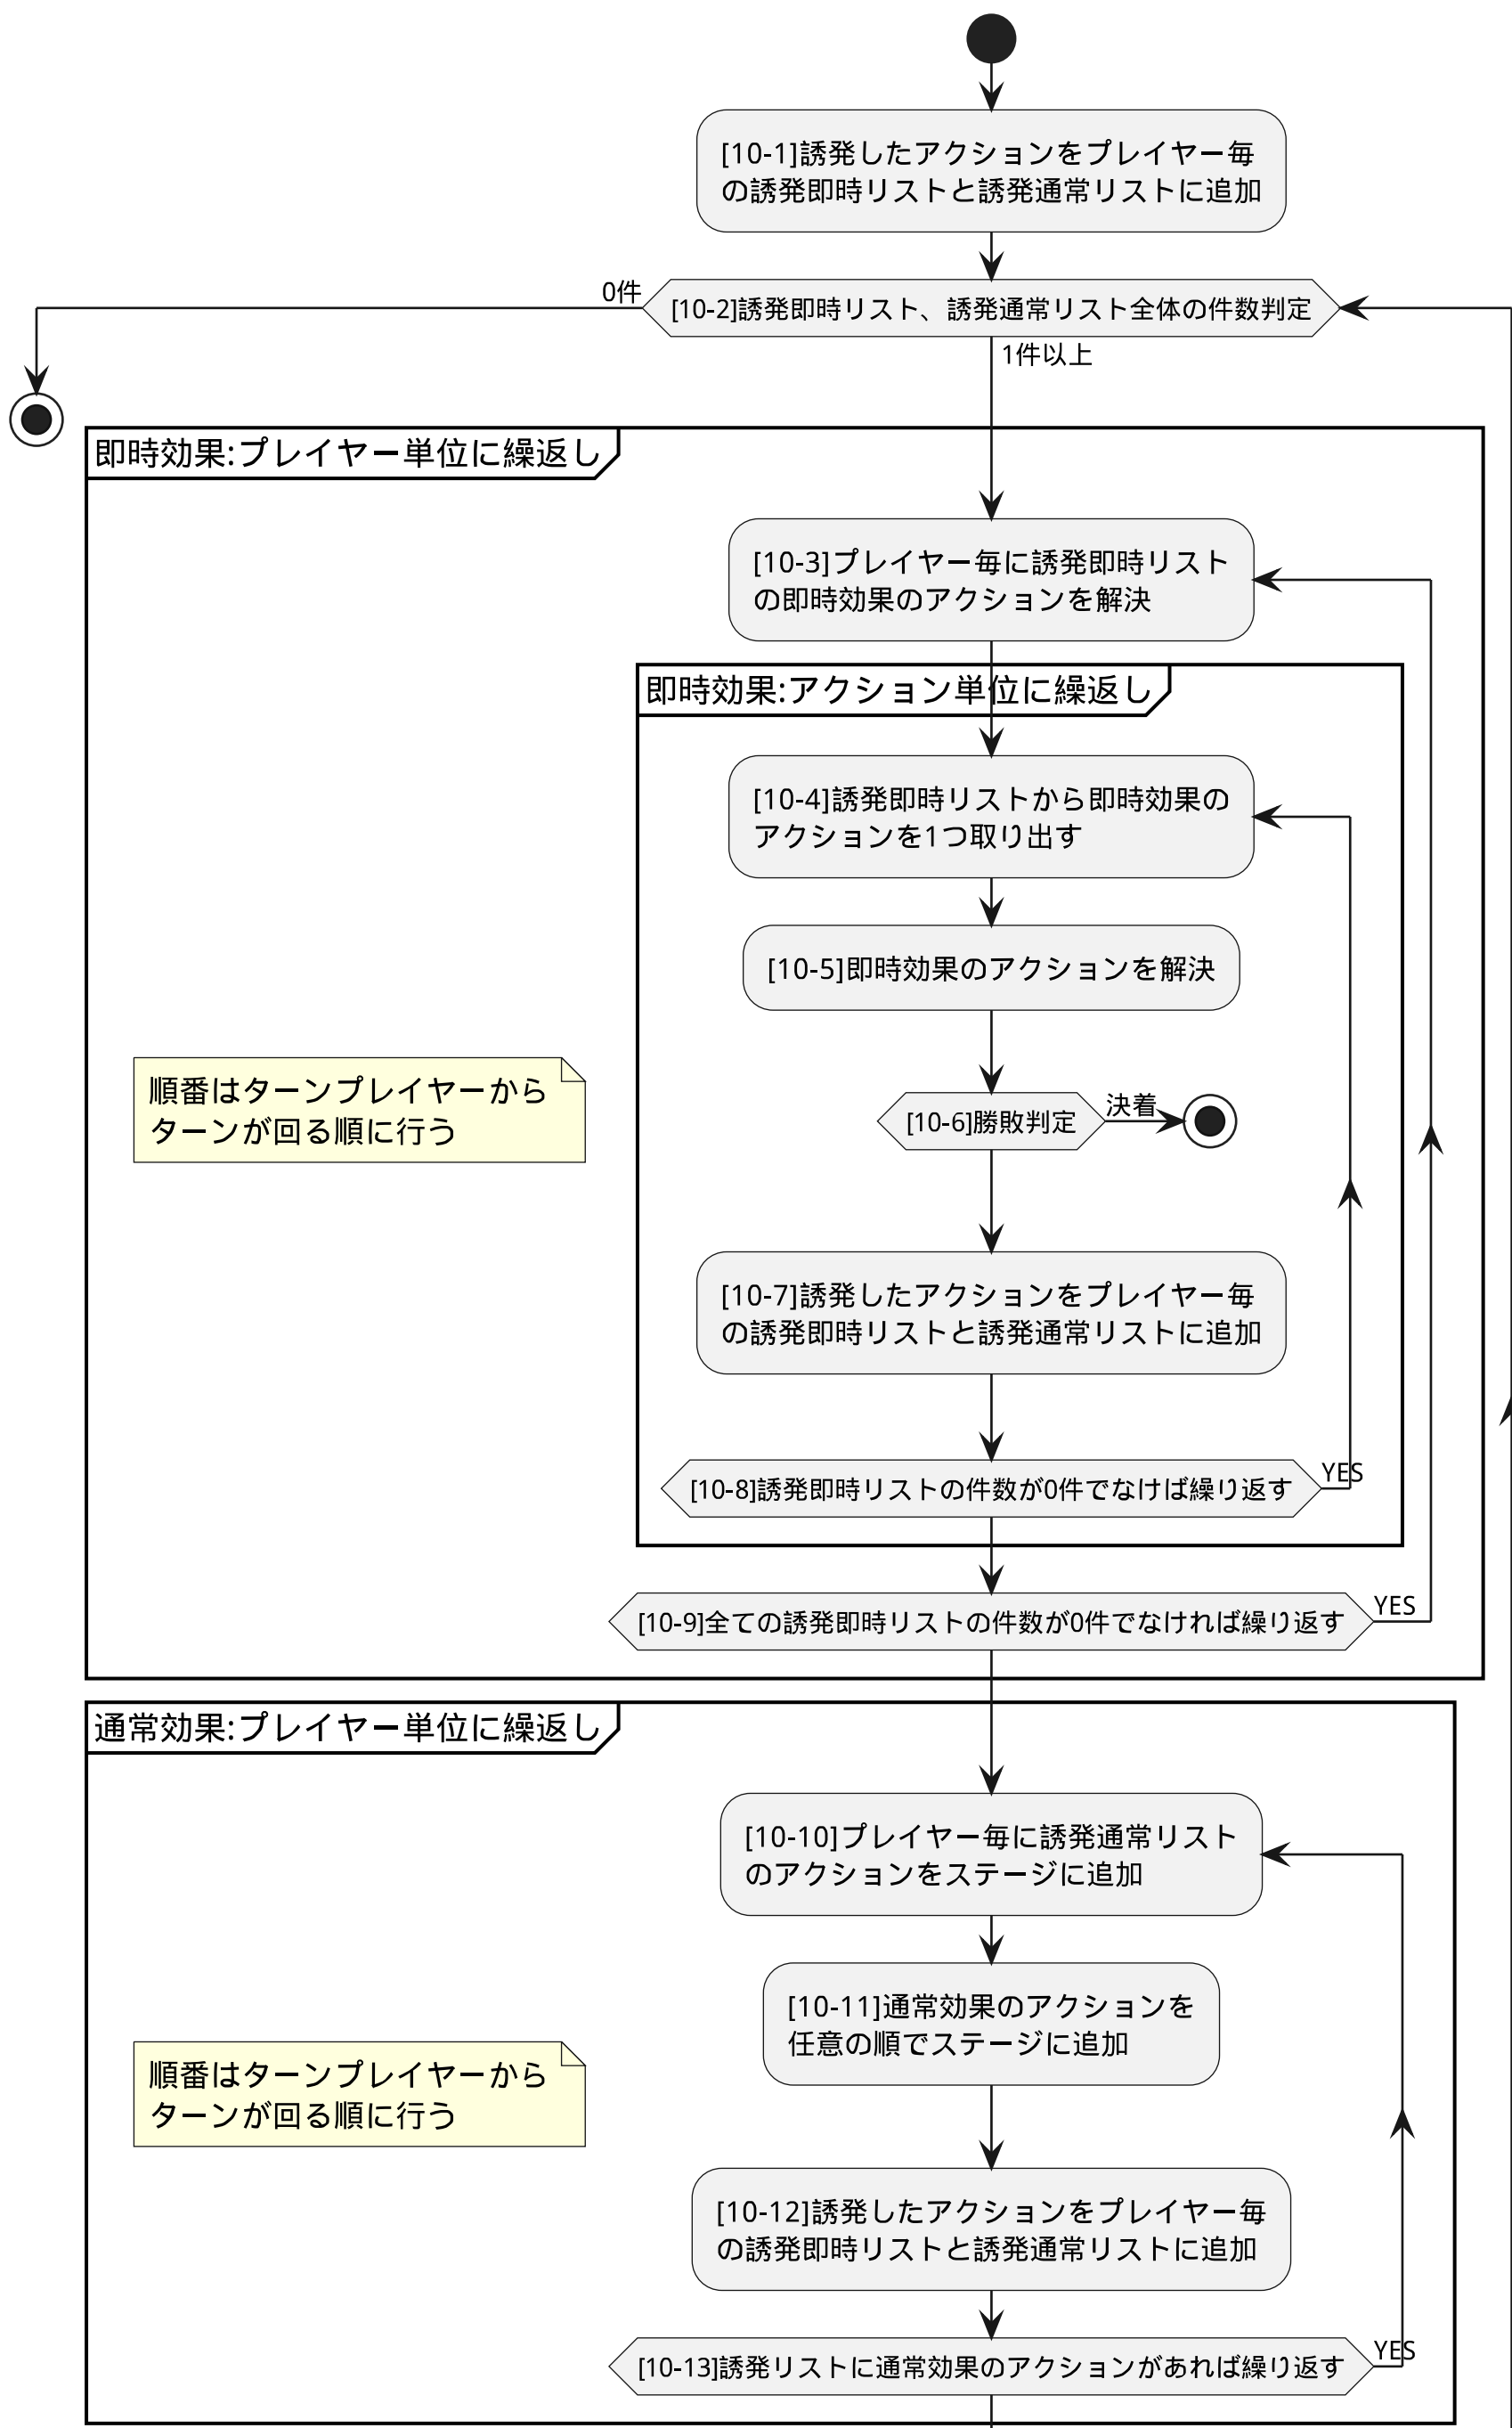 [10-1]誘発したアクションをプレイヤー毎
の誘発即時リストと誘発通常リストに追加
0件
[10-2]誘発即時リスト、誘発通常リスト全体の件数判定
1件以上
即時効果:プレイヤー単位に繰返し
[10-3]プレイヤー毎に誘発即時リスト
の即時効果のアクションを解決
即時効果:アクション単位に繰返し
[10-4]誘発即時リストから即時効果の
アクションを1つ取り出す
[10-5]即時効果のアクションを解決
順番はターンプレイヤーから
ターンが回る順に行う
[10-6]勝敗判定
決着
[10-7]誘発したアクションをプレイヤー毎
の誘発即時リストと誘発通常リストに追加
[10-8]誘発即時リストの件数が0件でなけば繰り返す
YES
[10-9]全ての誘発即時リストの件数が0件でなければ繰り返す
YES
通常効果:プレイヤー単位に繰返し
[10-10]プレイヤー毎に誘発通常リスト
のアクションをステージに追加
[10-11]通常効果のアクションを
任意の順でステージに追加
順番はターンプレイヤーから
ターンが回る順に行う
[10-12]誘発したアクションをプレイヤー毎
の誘発即時リストと誘発通常リストに追加
[10-13]誘発リストに通常効果のアクションがあれば繰り返す
YES